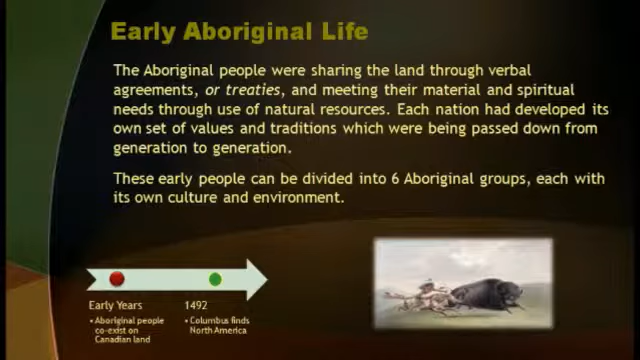 Early Aboriginal Life
The Aboriginal people were sharing the land through verbal
agreements, or treaties, and meeting their material and spiritual
needs through use of natural resources. Each nation had developed its
own set of values and traditions which were being passed down from
generation to generation.
These early people can be divided into 6 Aboriginal groups, each with
its own culture and environment.
Early Years
• Aboriginal people
co-exist on
Canadian land
1492
• Columbus finds
North America